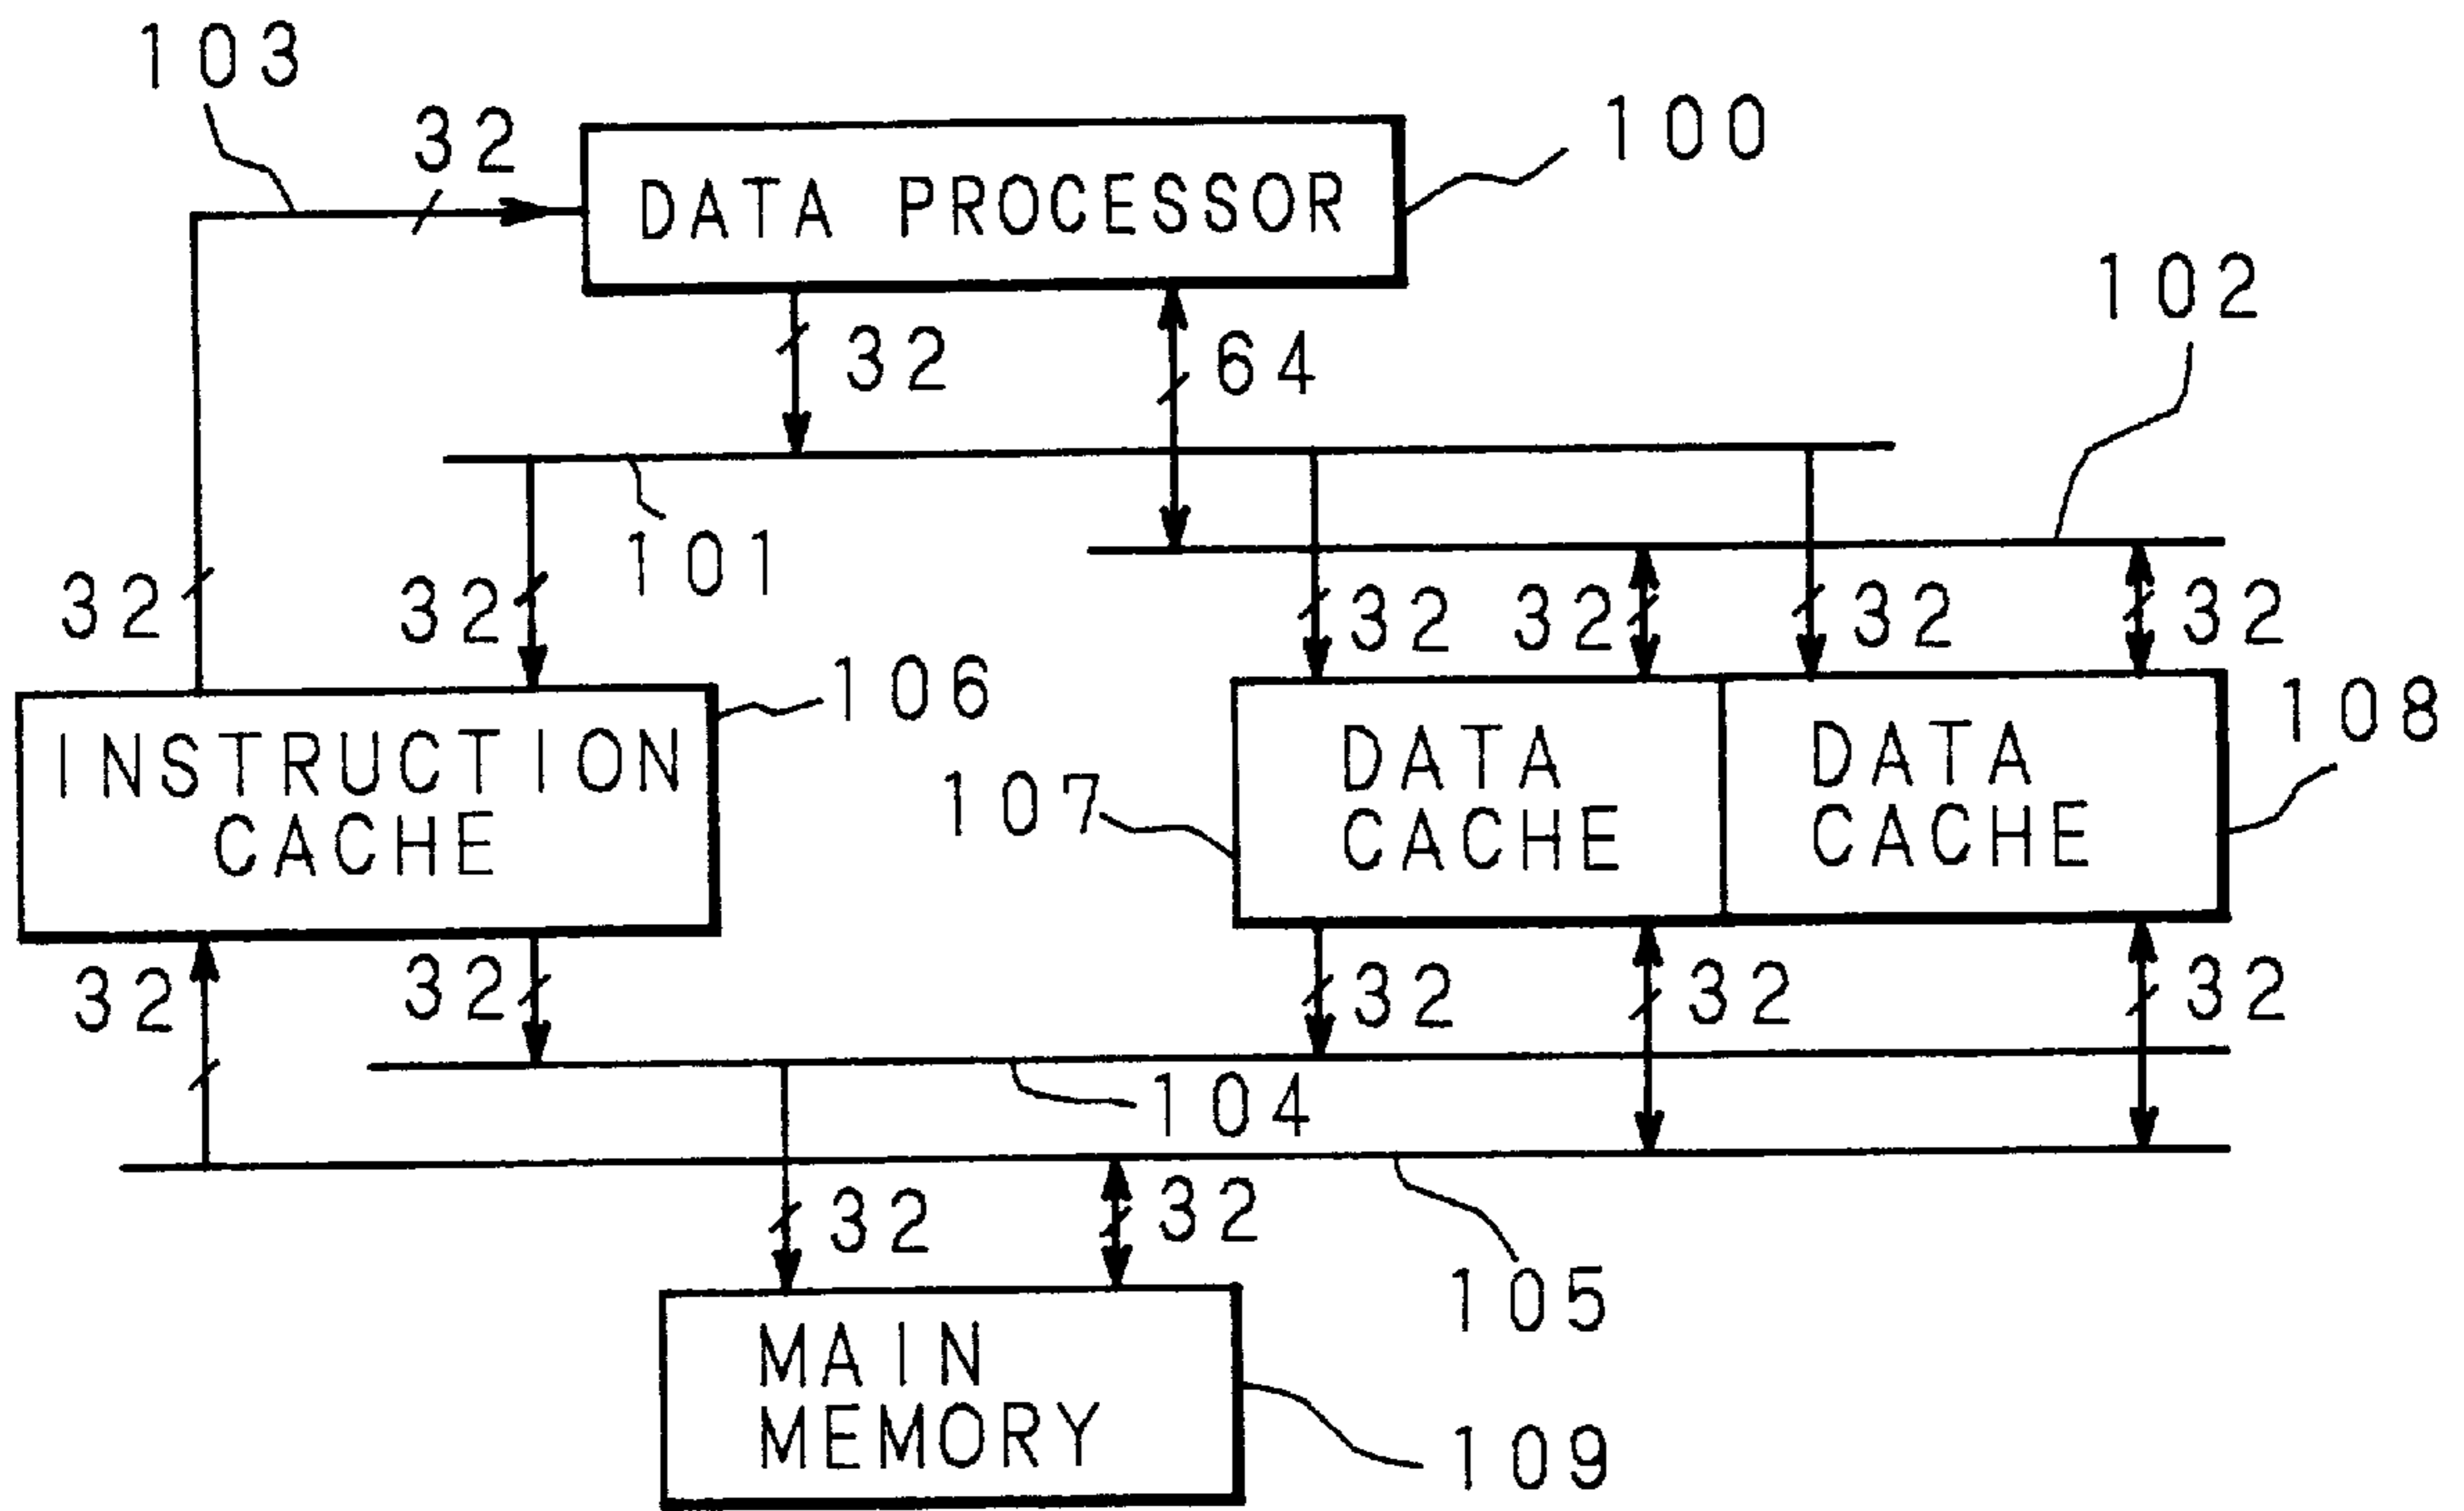 103
32
100
DATA PROCESSOR
102
32
64
101
32
32
32
32
32
32
106
108
INSTRUCTION
CACHE
107
DATA
CACHE
DATA
CACHE
32
32
32
32
32
104
32
32
105
MAIN
MEMORY
109